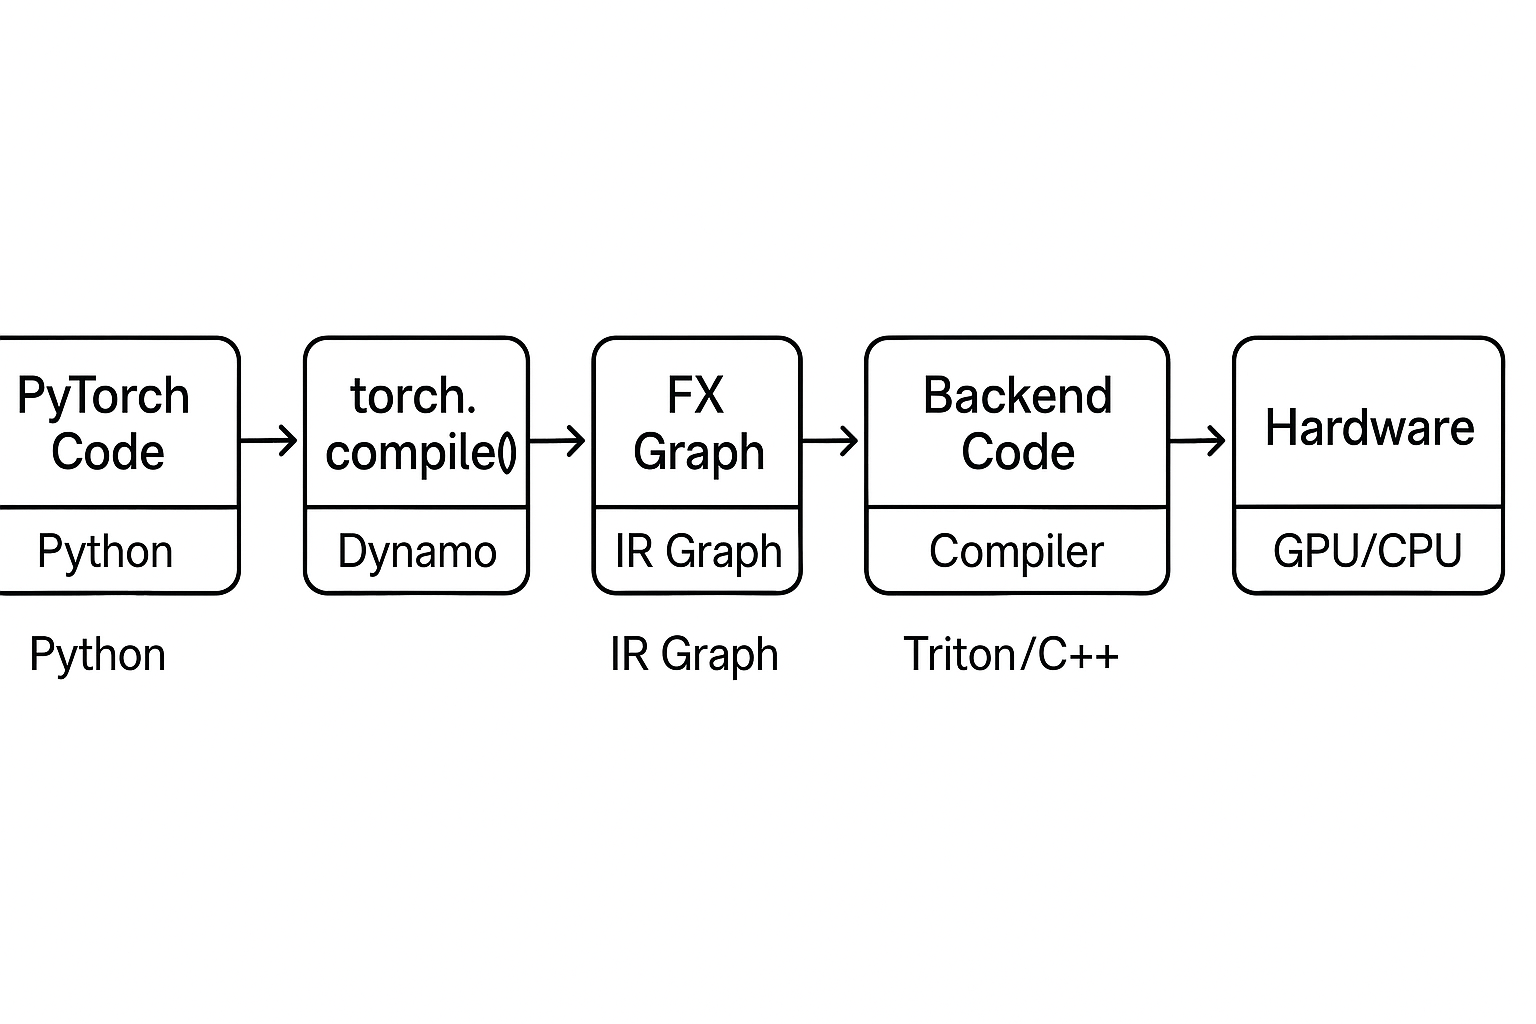 PyTorch
Code
Python
torch.
compile()
Dynamo
FX
Graph
IR Graph
Backend
Code
Compiler
Hardware
GPU/CPU
Python
IR Graph
Triton/C++